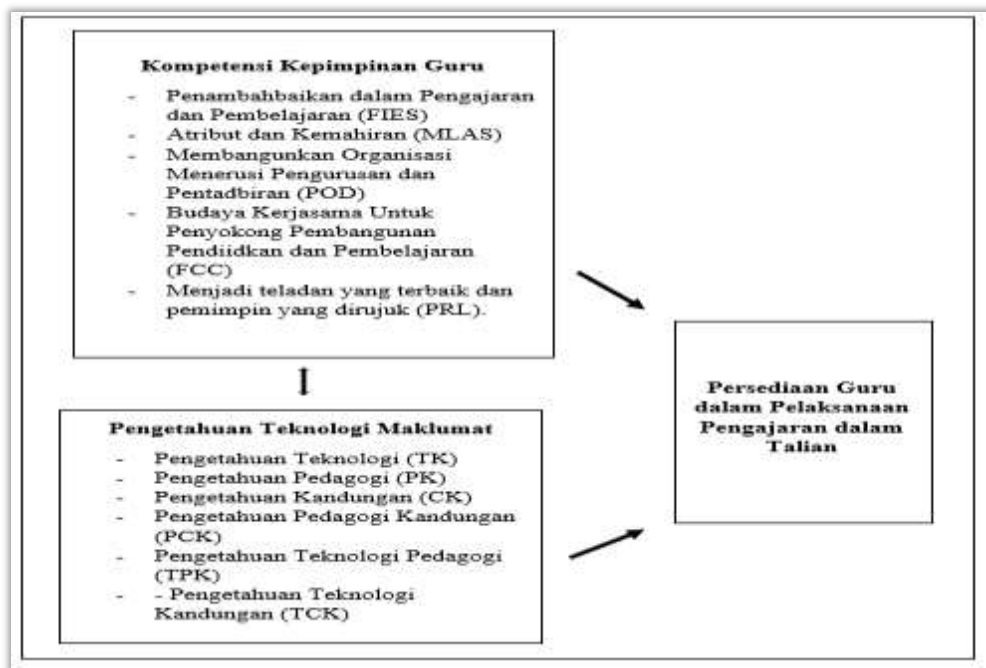 Kompetensi Kepimpinan Guru
- Penambahbaikan dalam Pengajaran
dan Pembelajaran (FIES)
- Atribut dan Kemahiran (MLAS)
- Membangunkan Organisasi
Menerusi Pengurusan dan
Pentadbiran (POD)
- Budaya Kerjasama Untuk
Penyokong Pembangunan
Pendiidkan dan Pembelajaran
(FCC)
- Menjadi teladan yang terbaik dan
pemimpin yang dirujuk (PRL).
Pengetahuan Teknologi Maklumat
- Pengetahuan Teknologi (TK)
- Pengetahuan Pedagogi (PK)
- Pengetahuan Kandungan (CK)
- Pengetahuan Pedagogi Kandungan
(PCK)
- Pengetahuan Teknologi Pedagogi
(TPK)
- - Pengetahuan Teknologi
Kandungan (TCK)
Persediaan Guru
dalam Pelaksanaan
Pengajaran dalam
Talian